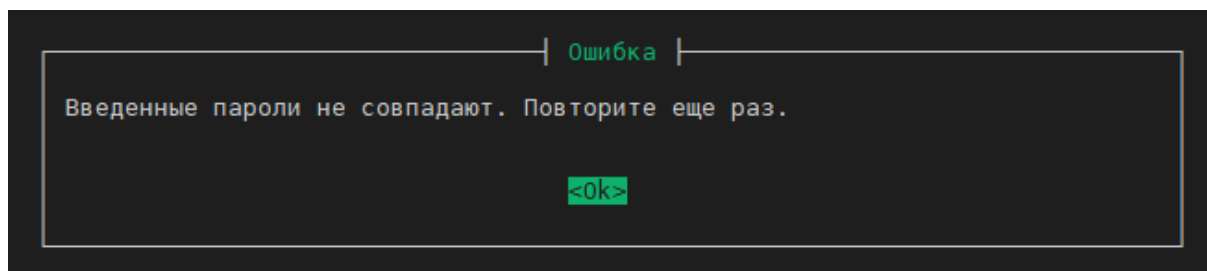 Ошибка
Введенные пароли не совпадают. Повторите еще раз.
<Ok>